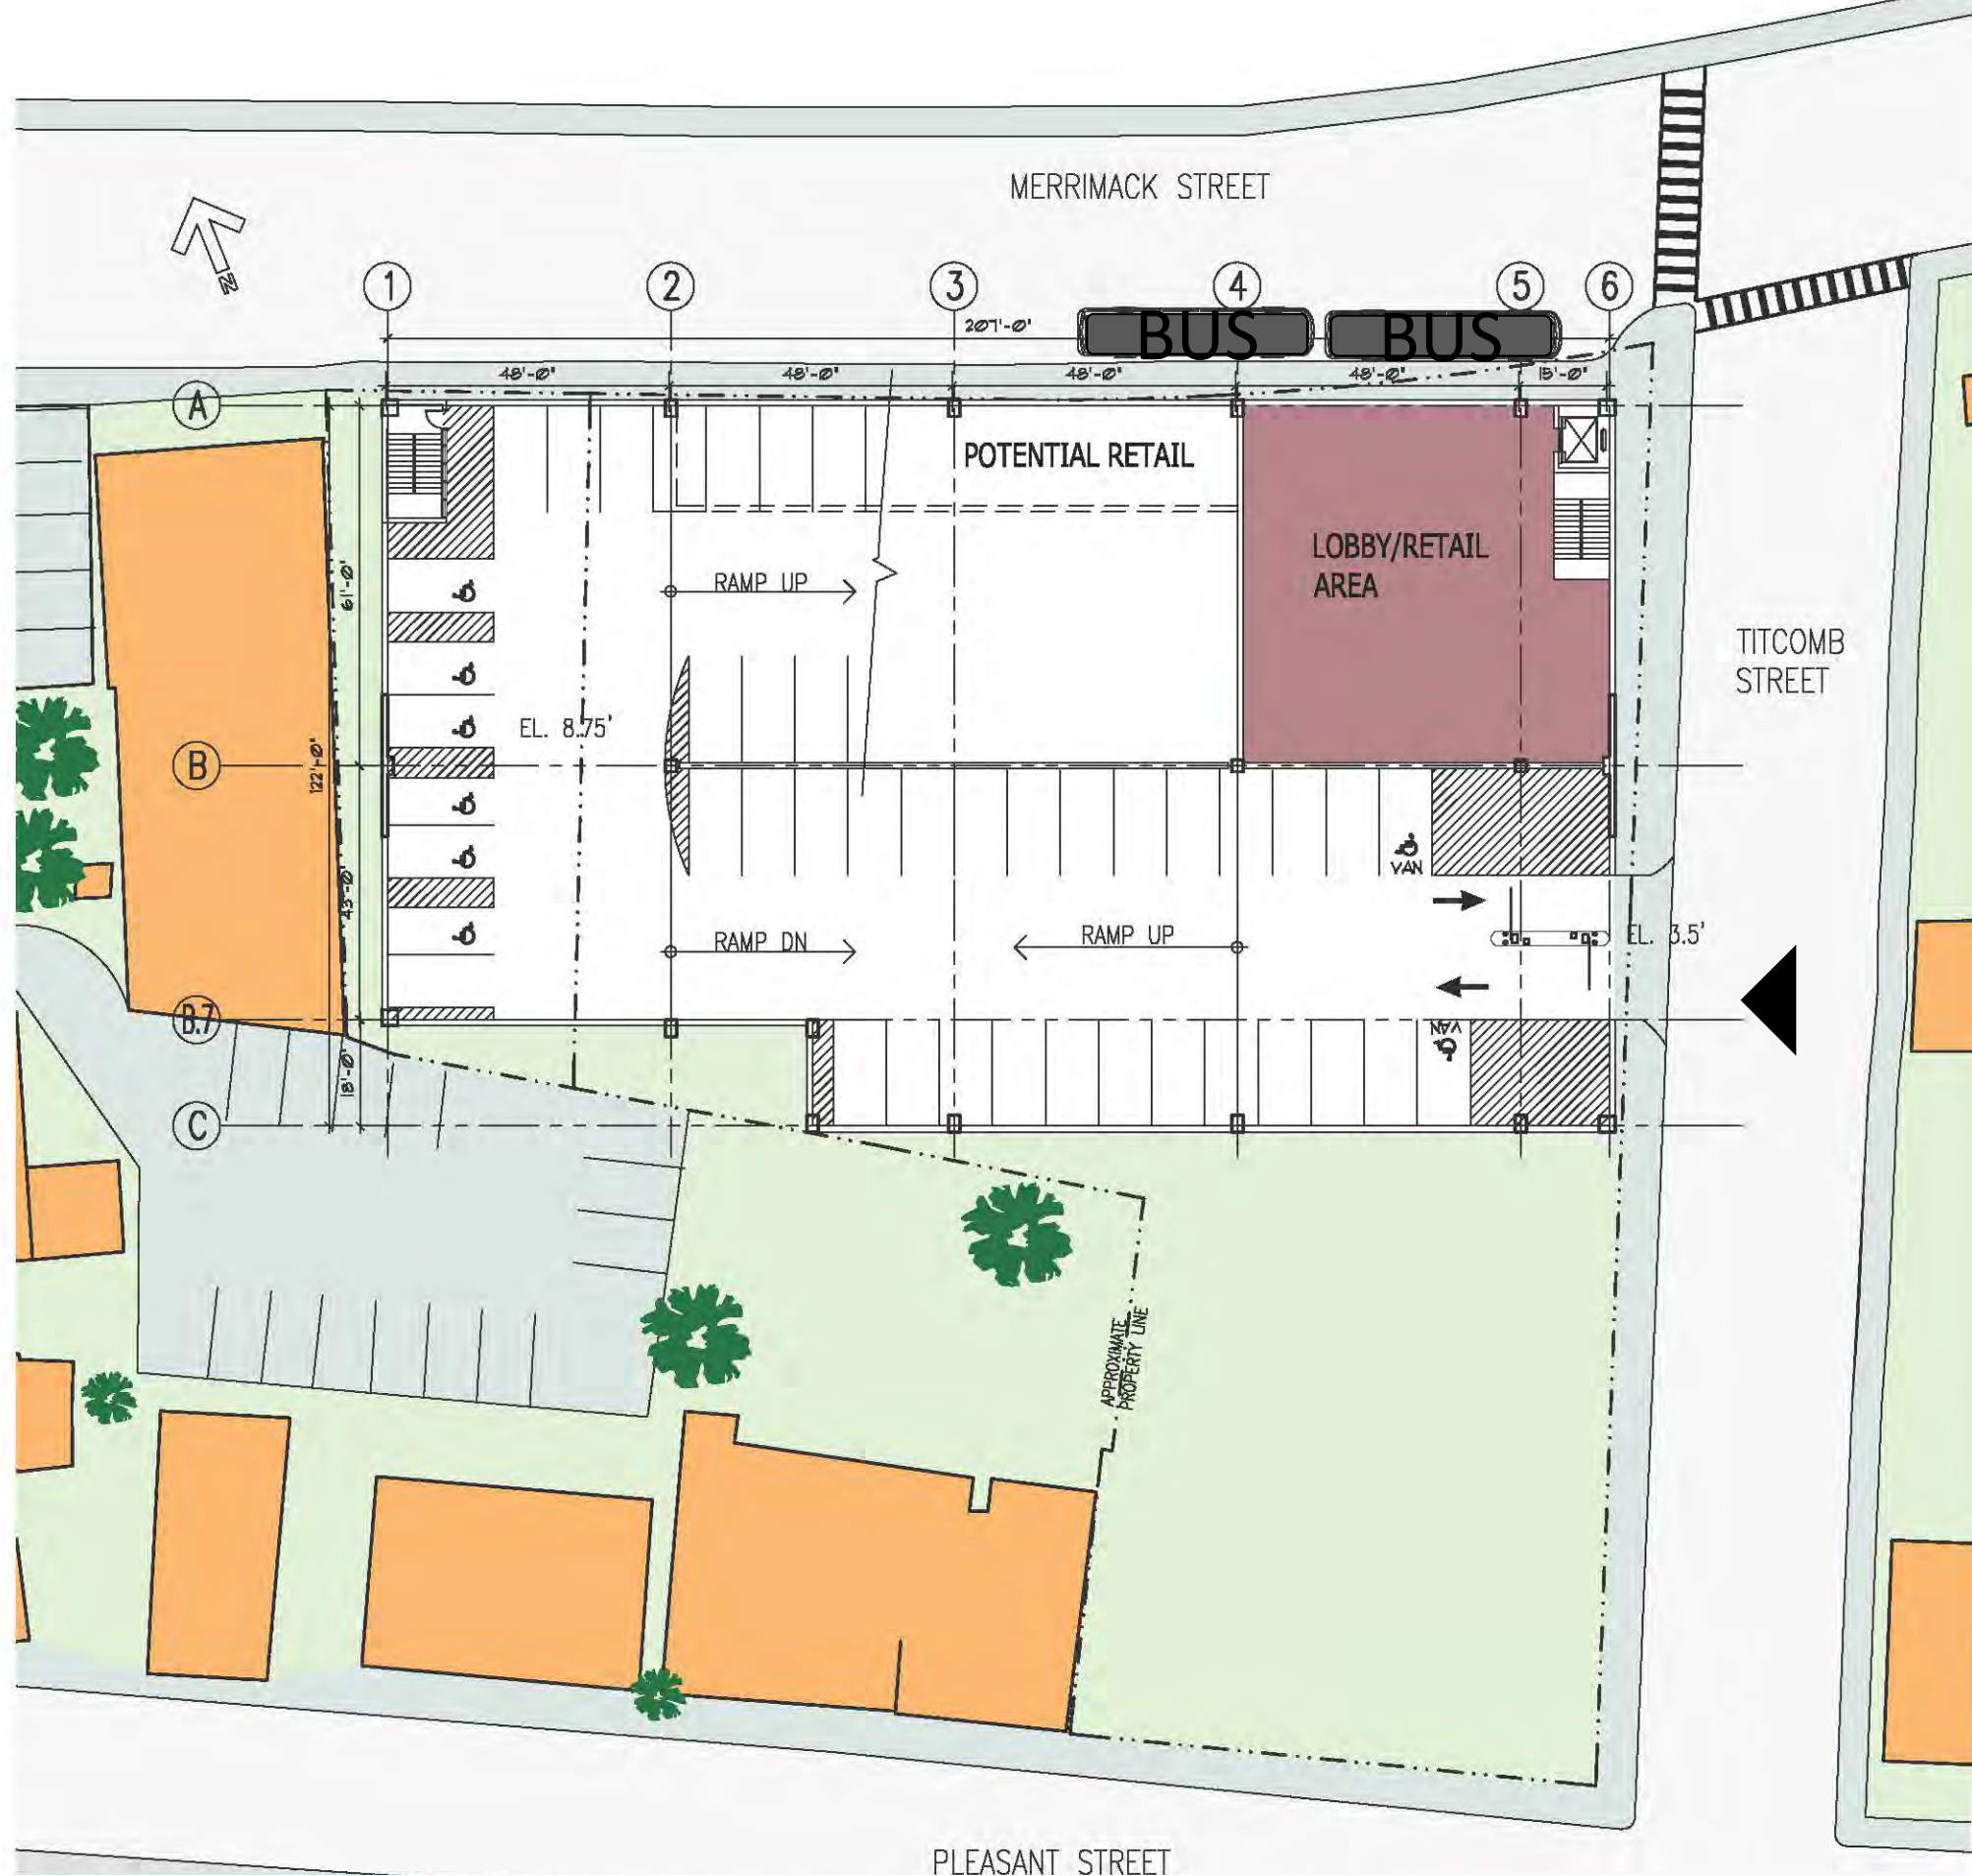 MERRIMACK STREET
N
1
2
3
4
5
6
207'-0"
BUS
BUS
48'-0"
48'-0"
48'-0"
48'-0"
15'-0"
A
POTENTIAL RETAIL
LOBBY/RETAIL
AREA
61'-0"
RAMP UP
TITCOMB
STREET
EL. 8.75'
B
122'-0"
VAN
43'-0"
RAMP DN
RAMP UP
EL. 3.5'
B.7
VAN
18'-0"
C
APPROXIMATE
PROPERTY LINE
PLEASANT STREET